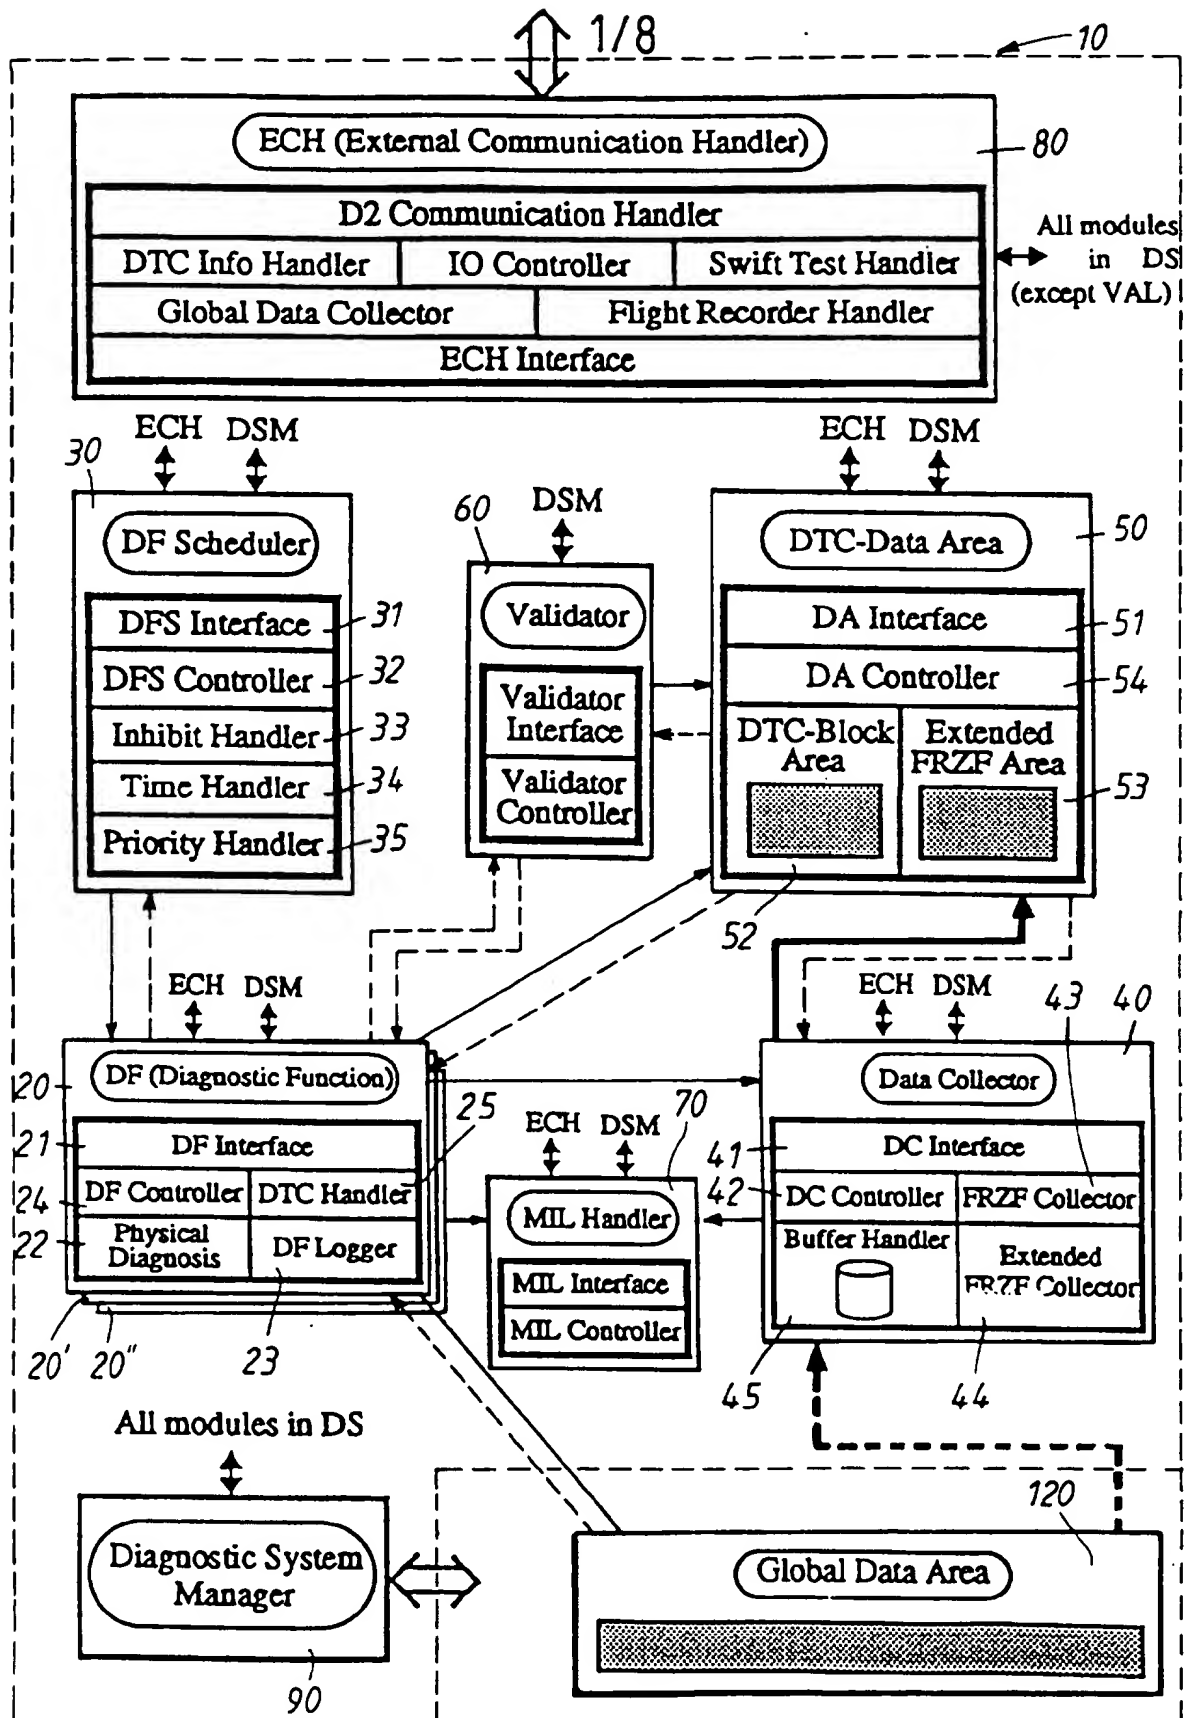 1/8
10
ECH (External Communication Handler)
80
D2 Communication Handler
DTC Info Handler
IO Controller
Swift Test Handler
Global Data Collector
Flight Recorder Handler
ECH Interface
All modules
in DS
(except VAL)
ECH DSM
30
DF Scheduler
DFS Interface
31
DFS Controller
32
Inhibit Handler
33
Time Handler
34
Priority Handler
35
DSM
60
Validator
Validator
Interface
Validator
Controller
ECH DSM
50
DTC-Data Area
DA Interface
51
DA Controller
54
DTC-Block
Area
Extended
FRZF Area
53
52
ECH DSM
20
DF (Diagnostic Function)
25
21
DF Interface
24
DF Controller
DTC Handler
22
Physical
Diagnosis
DF Logger
20'
20"
23
ECH DSM
70
MIL Handler
MIL Interface
MIL Controller
ECH DSM
43
40
Data Collector
41
DC Interface
42
DC Controller
FRZF Collector
Buffer Handler
Extended
FRZF Collector
45
44
All modules in DS
Diagnostic System
Manager
90
120
Global Data Area